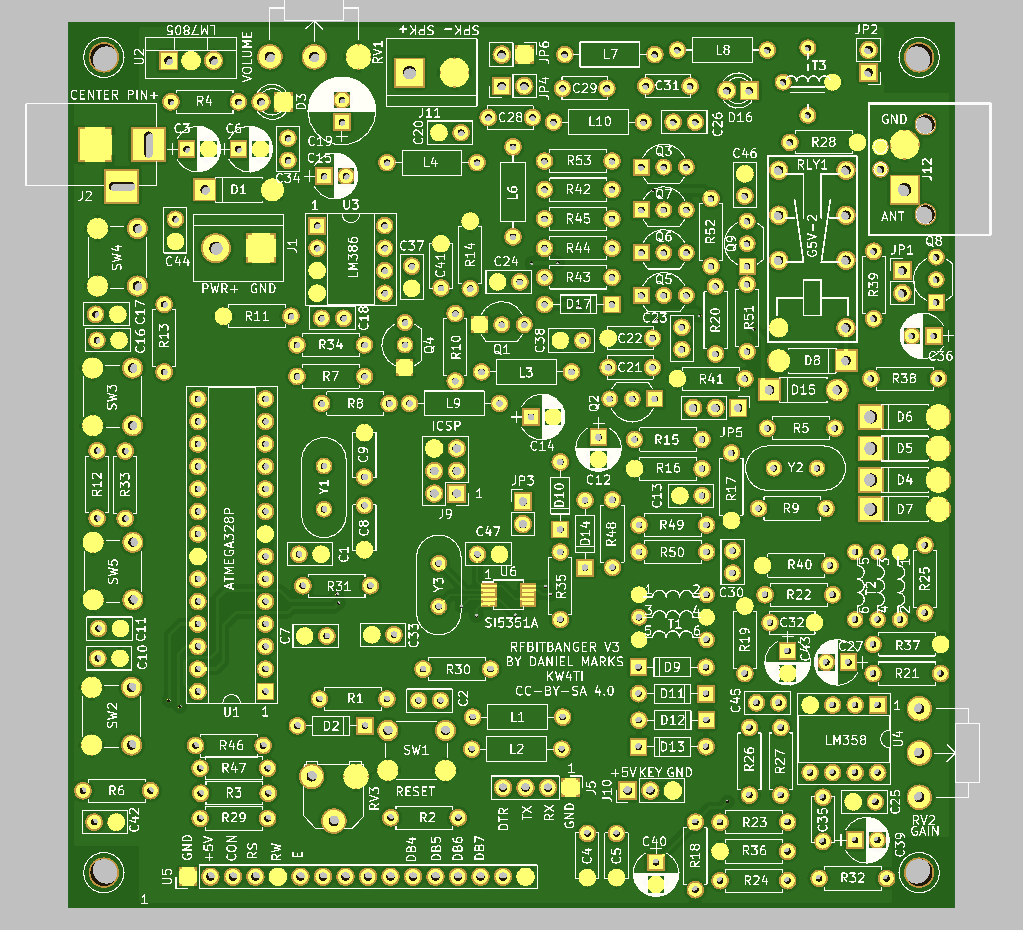 LM7805
U2
VOLUME
RV1
SPK- SPK+
JP6
L7
L8
JP2
T3
CENTER PIN+
R4
D3
J11
JP4
C29
C31
D16
C3
C6
C19
C20
C28
L10
C26
GND
R28
J12
C15
C34
L4
R53
Q3
C46
RLY1
J2
D1
L6
R42
Q7
R52
G5V-2
ANT
U3
1
SW4
C44
J1
LM386
C37
C41
R14
R45
Q6
Q9
R44
JP1
Q8
PWR+ GND
C24
R43
Q5
R39
C17
R13
R11
C18
D17
R20
R51
C16
R34
Q4
R10
Q1
C38
C22
C23
C36
D8
SW3
R7
L3
C21
R41
R38
D15
R8
L9
Q2
JP5
D6
ICSP
C14
R5
R12
R33
C9
R15
D5
Y1
C12
R16
Y2
D4
ATMEGA328P
JP3
D10
C13
R17
J9
1
R9
D7
C8
D14
R48
R49
C47
SW5
C1
Y3
U6
1
R35
R50
C30
R40
T2
R25
R31
SI5351A
1 2
3 4
5 6
T1
R22
C11
C7
C33
R19
C32
RFBITBANGER V3
BY DANIEL MARKS
KW4TI
CC-BY-SA 4.0
C43
C27
R37
C10
R30
D9
R21
SW2
U1
1
R1
C2
D11
C45
D2
L1
D12
LM358
U4
1
R46
SW1
L2
D13
R26
R27
R47
RV3
RESET
1
J5
+5V KEY GND
J10
R6
R3
C25
RV2
GAIN
C42
R29
R2
DTR
TX
RX
GND
R18
R23
C35
C39
GND
+5V
CON
RS
RW
E
DB4
DB5
DB6
DB7
C4
C5
C40
R36
U5
R24
R32
1